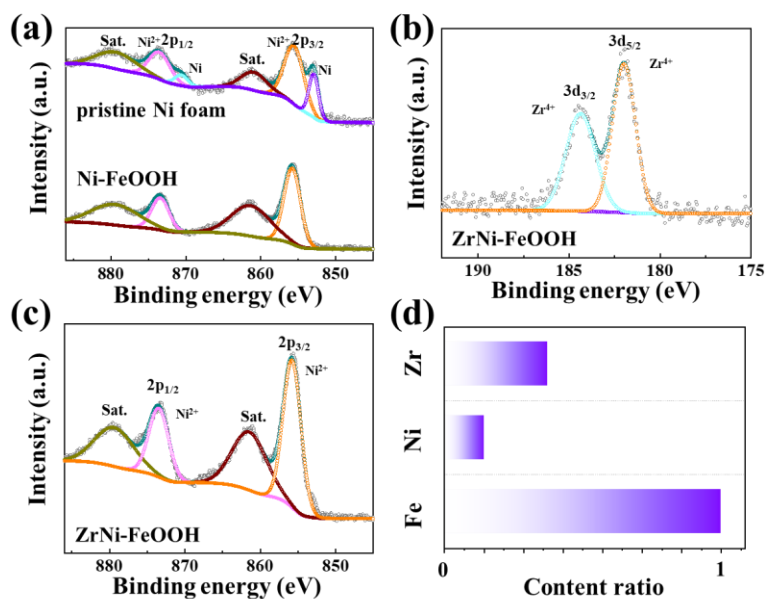 (a)
Sat.
Ni²⁺2p₁/₂
Ni
Sat.
Ni²⁺2p₃/₂
Ni
pristine Ni foam
Ni-FeOOH
Intensity (a.u.)
880 870 860 850
Binding energy (eV)
(b)
3d₅/₂
Zr⁴⁺
3d₃/₂
Zr⁴⁺
ZrNi-FeOOH
Intensity (a.u.)
190 185 180 175
Binding energy (eV)
(c)
2p₃/₂
Ni²⁺
2p₁/₂
Ni²⁺
Sat.
Sat.
ZrNi-FeOOH
Intensity (a.u.)
880 870 860 850
Binding energy (eV)
(d)
Zr
Ni
Fe
0 1
Content ratio